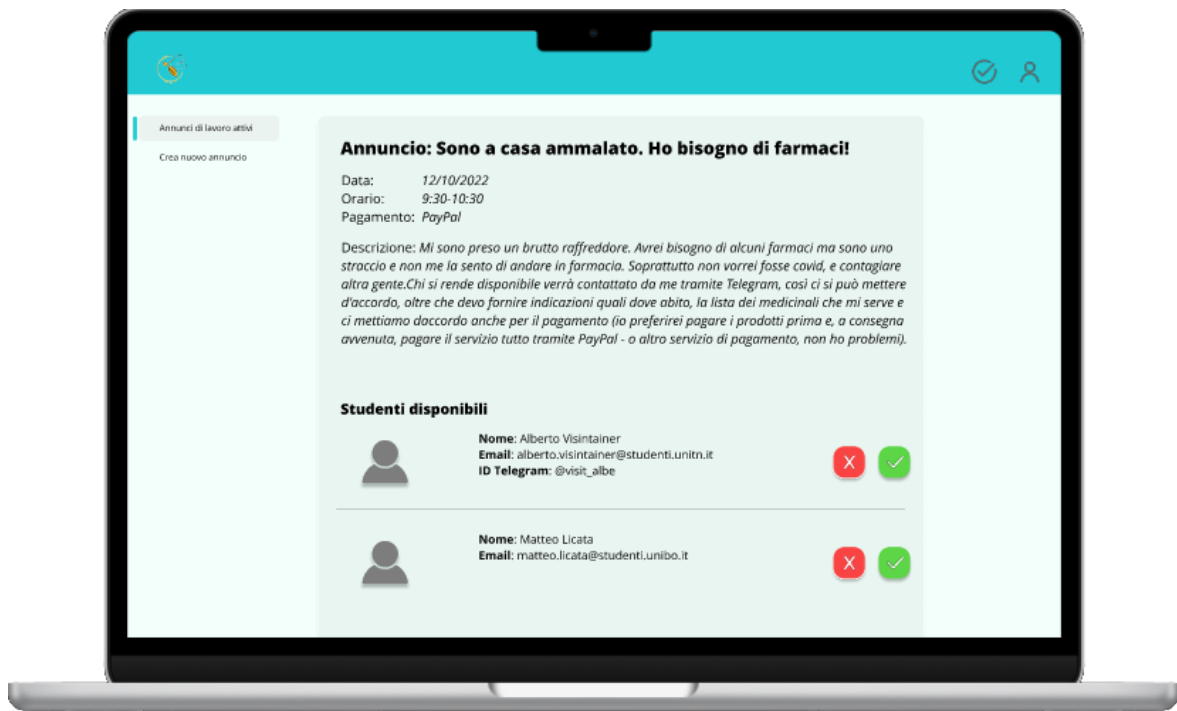 Annunci di lavoro attivi
Crea nuovo annuncio
Annuncio: Sono a casa ammalato. Ho bisogno di farmaci!
Data: 12/10/2022
Orario: 9:30-10:30
Pagamento: PayPal
Descrizione: Mi sono preso un brutto raffreddore. Avrei bisogno di alcuni farmaci ma sono uno
straccio e non me la sento di andare in farmacia. Soprattutto non vorrei fosse covid, e contagiare
altra gente.Chi si rende disponibile verrà contattato da me tramite Telegram, così ci si può mettere
d'accordo, oltre che devo fornire indicazioni quali dove abito, la lista dei medicinali che mi serve e
ci mettiamo daccordo anche per il pagamento (io preferirei pagare i prodotti prima e, a consegna
avvenuta, pagare il servizio tutto tramite PayPal - o altro servizio di pagamento, non ho problemi).
Studenti disponibili
Nome: Alberto Visintainer
Email: alberto.visintainer@studenti.unitn.it
ID Telegram: @visit_albe
X
Nome: Matteo Licata
Email: matteo.licata@studenti.unibo.it
X